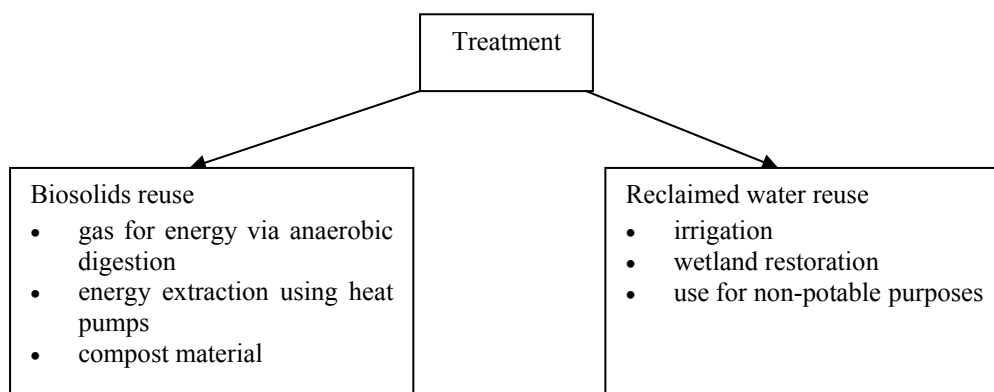 Treatment
Biosolids reuse
• gas for energy via anaerobic
digestion
• energy extraction using heat
pumps
• compost material
Reclaimed water reuse
• irrigation
• wetland restoration
• use for non-potable purposes